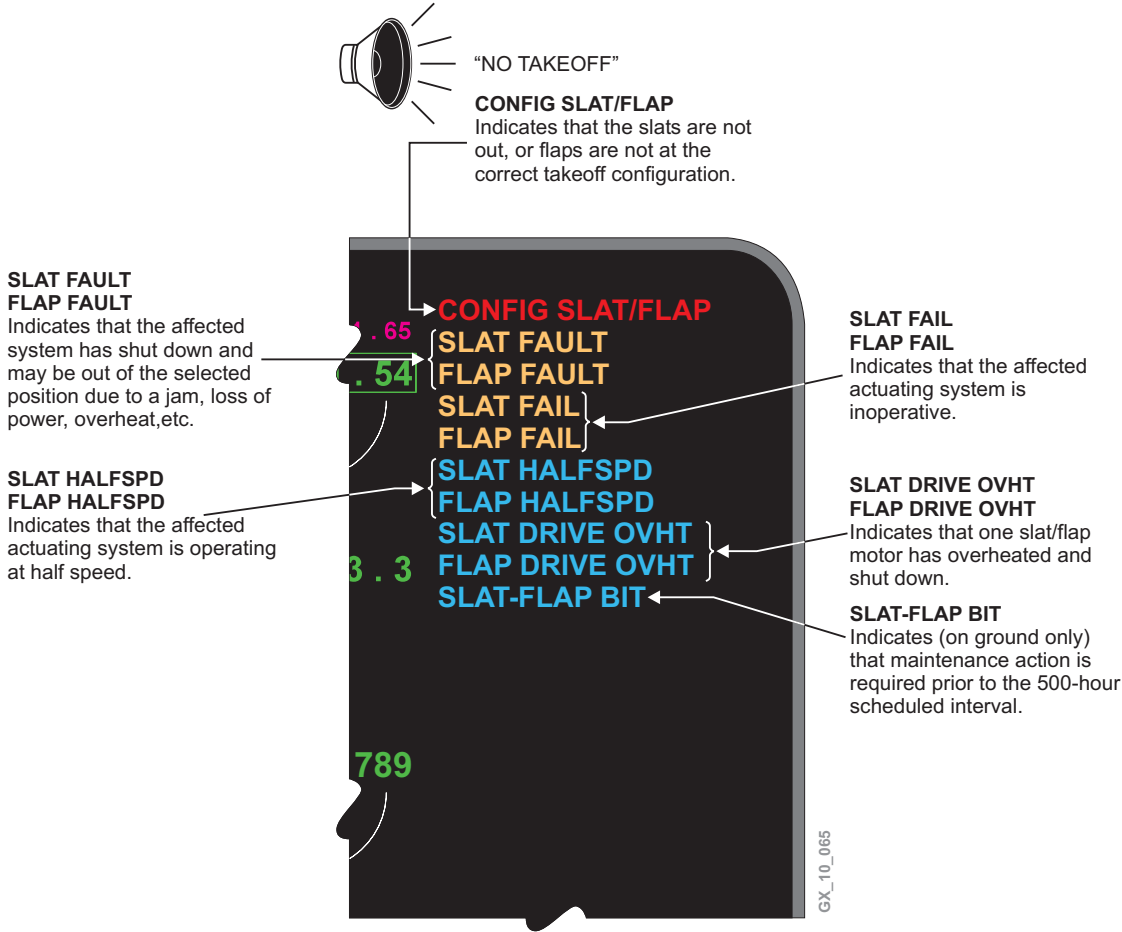 “NO TAKEOFF”
CONFIG SLAT/FLAP
Indicates that the slats are not
out, or flaps are not at the
correct takeoff configuration.
SLAT FAULT
FLAP FAULT
Indicates that the affected
system has shut down and
may be out of the selected
position due to a jam, loss of
power, overheat,etc.
SLAT HALFSPD
FLAP HALFSPD
Indicates that the affected
actuating system is operating
at half speed.
CONFIG SLAT/FLAP
SLAT FAULT
FLAP FAULT
SLAT FAIL
FLAP FAIL
SLAT HALFSPD
FLAP HALFSPD
SLAT DRIVE OVHT
FLAP DRIVE OVHT
SLAT-FLAP BIT
. 65
. 54
3 . 3
789
SLAT FAIL
FLAP FAIL
Indicates that the affected
actuating system is
inoperative.
SLAT DRIVE OVHT
FLAP DRIVE OVHT
Indicates that one slat/flap
motor has overheated and
shut down.
SLAT-FLAP BIT
Indicates (on ground only)
that maintenance action is
required prior to the 500-hour
scheduled interval.
GX_10_065